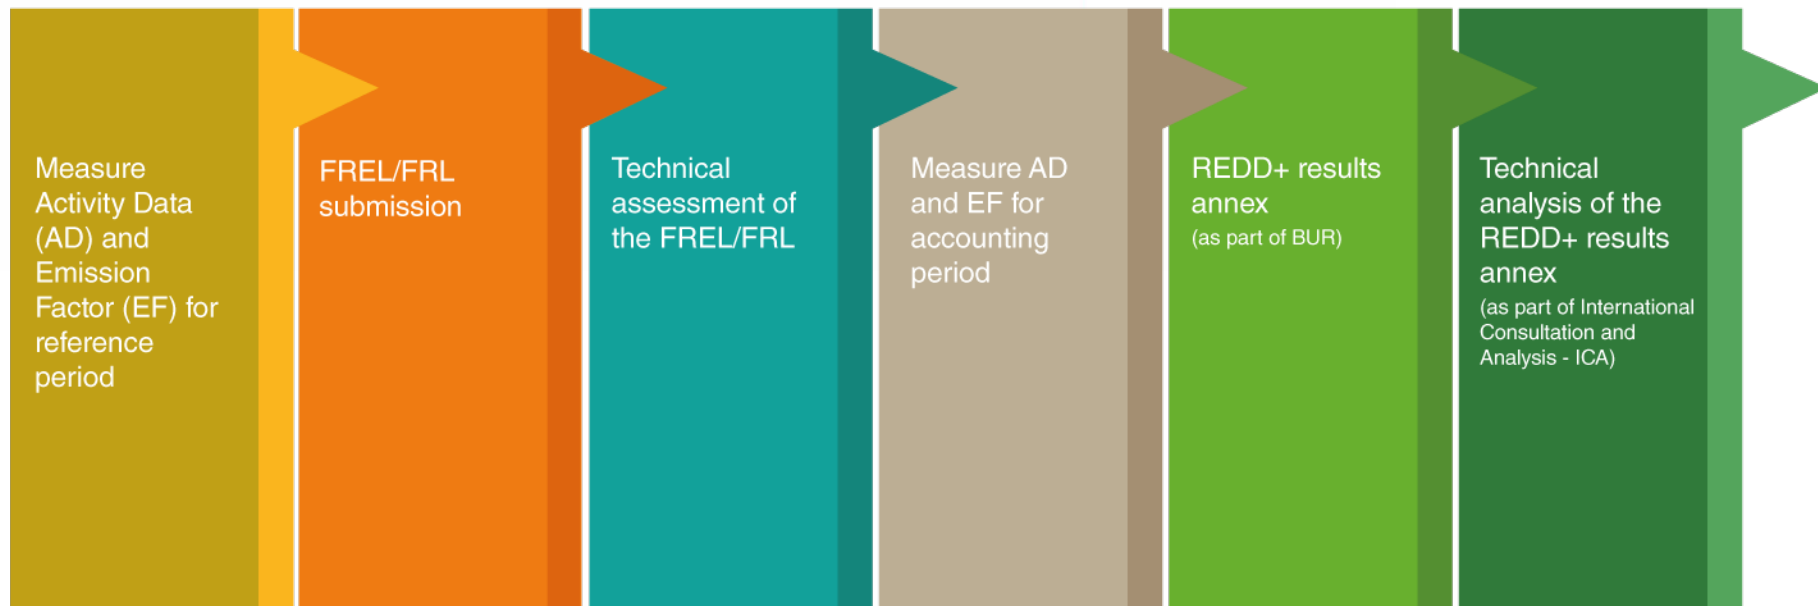 Measure
Activity Data
(AD) and
Emission
Factor (EF) for
reference
period
FREL/FRL
submission
Technical
assessment of
the FREL/FRL
Measure AD
and EF for
accounting
period
REDD+ results
annex
(as part of BUR)
Technical
analysis of the
REDD+ results
annex
(as part of International
Consultation and
Analysis - ICA)